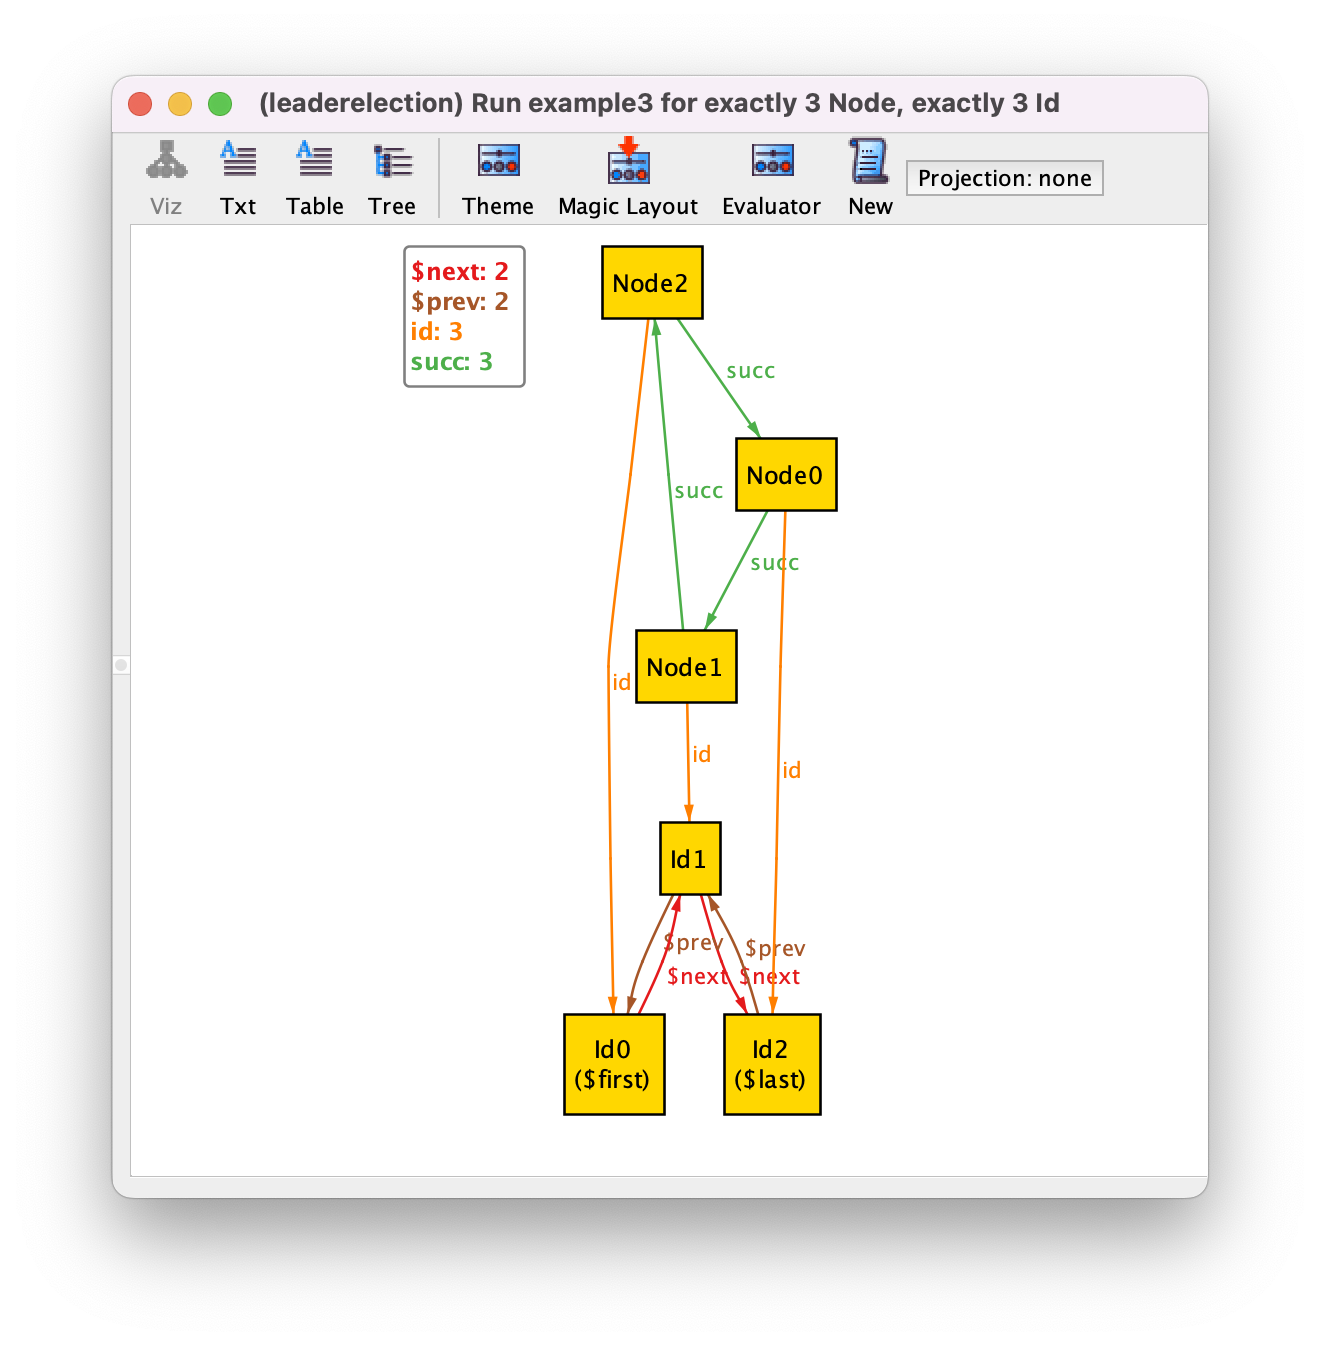 (leaderelection) Run example3 for exactly 3 Node, exactly 3 Id
Viz Txt Table Tree Theme Magic Layout Evaluator New Projection: none
$next: 2
$prev: 2
id: 3
succ: 3
Node2
succ
Node0
succ
succ
Node1
id
id
id
Id1
$prev
$prev
$next
$next
Id0
($first)
Id2
($last)